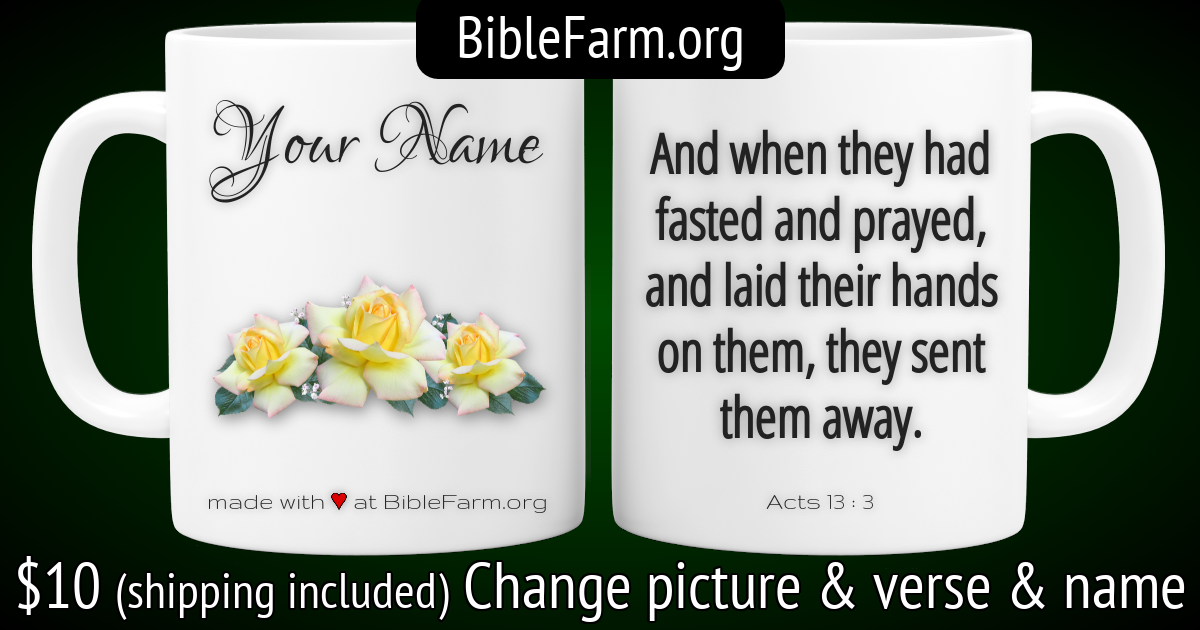 BibleFarm.org
Your Name
made with ♥ at BibleFarm.org
And when they had
fasted and prayed,
and laid their hands
on them, they sent
them away.
Acts 13 : 3
$10 (shipping included) Change picture & verse & name